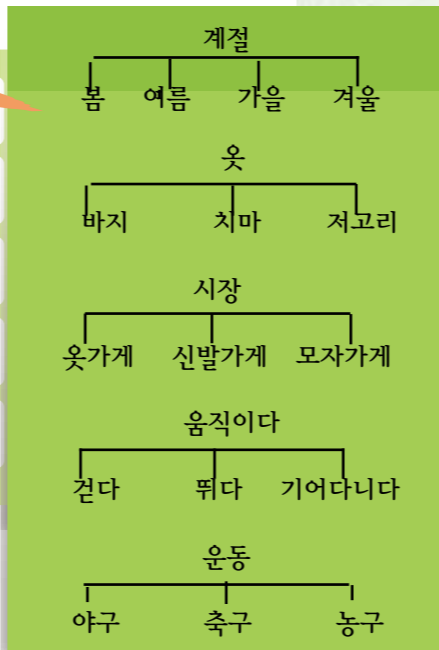 계절
봄 여름 가을 겨울
옷
바지 치마 저고리
시장
옷가게 신발가게 모자가게
움직이다
걷다 뛰다 기어다니다
운동
야구 축구 농구